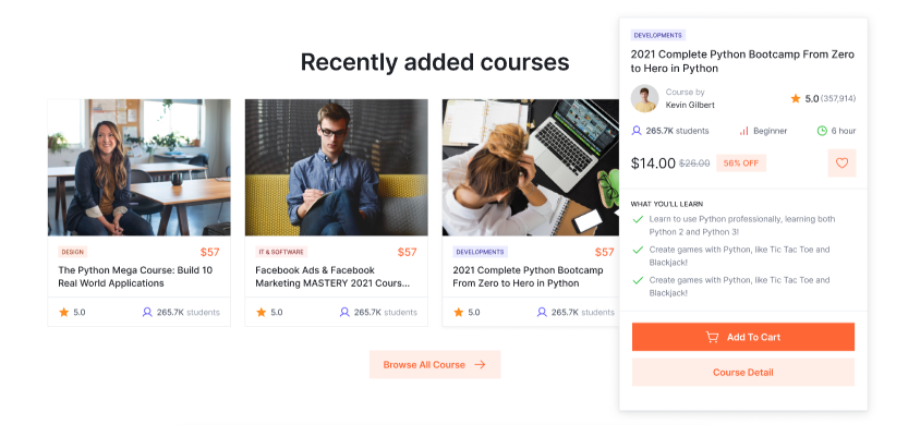 Recently added courses
DESIGN
$57
The Python Mega Course: Build 10
Real World Applications
5.0
265.7K students
IT & SOFTWARE
$57
Facebook Ads & Facebook
Marketing MASTERY 2021 Cours...
5.0
265.7K students
DEVELOPMENTS
$57
2021 Complete Python Bootcamp
From Zero to Hero in Python
5.0
265.7K students
Browse All Course
DEVELOPMENTS
2021 Complete Python Bootcamp From Zero
to Hero in Python
Course by
Kevin Gilbert
5.0 (357,914)
265.7K students
Beginner
6 hour
$14.00 $26.00 56% OFF
WHAT YOU'LL LEARN
Learn to use Python professionally, learning both
Python 2 and Python 3!
Create games with Python, like Tic Tac Toe and
Blackjack!
Create games with Python, like Tic Tac Toe and
Blackjack!
Add To Cart
Course Detail